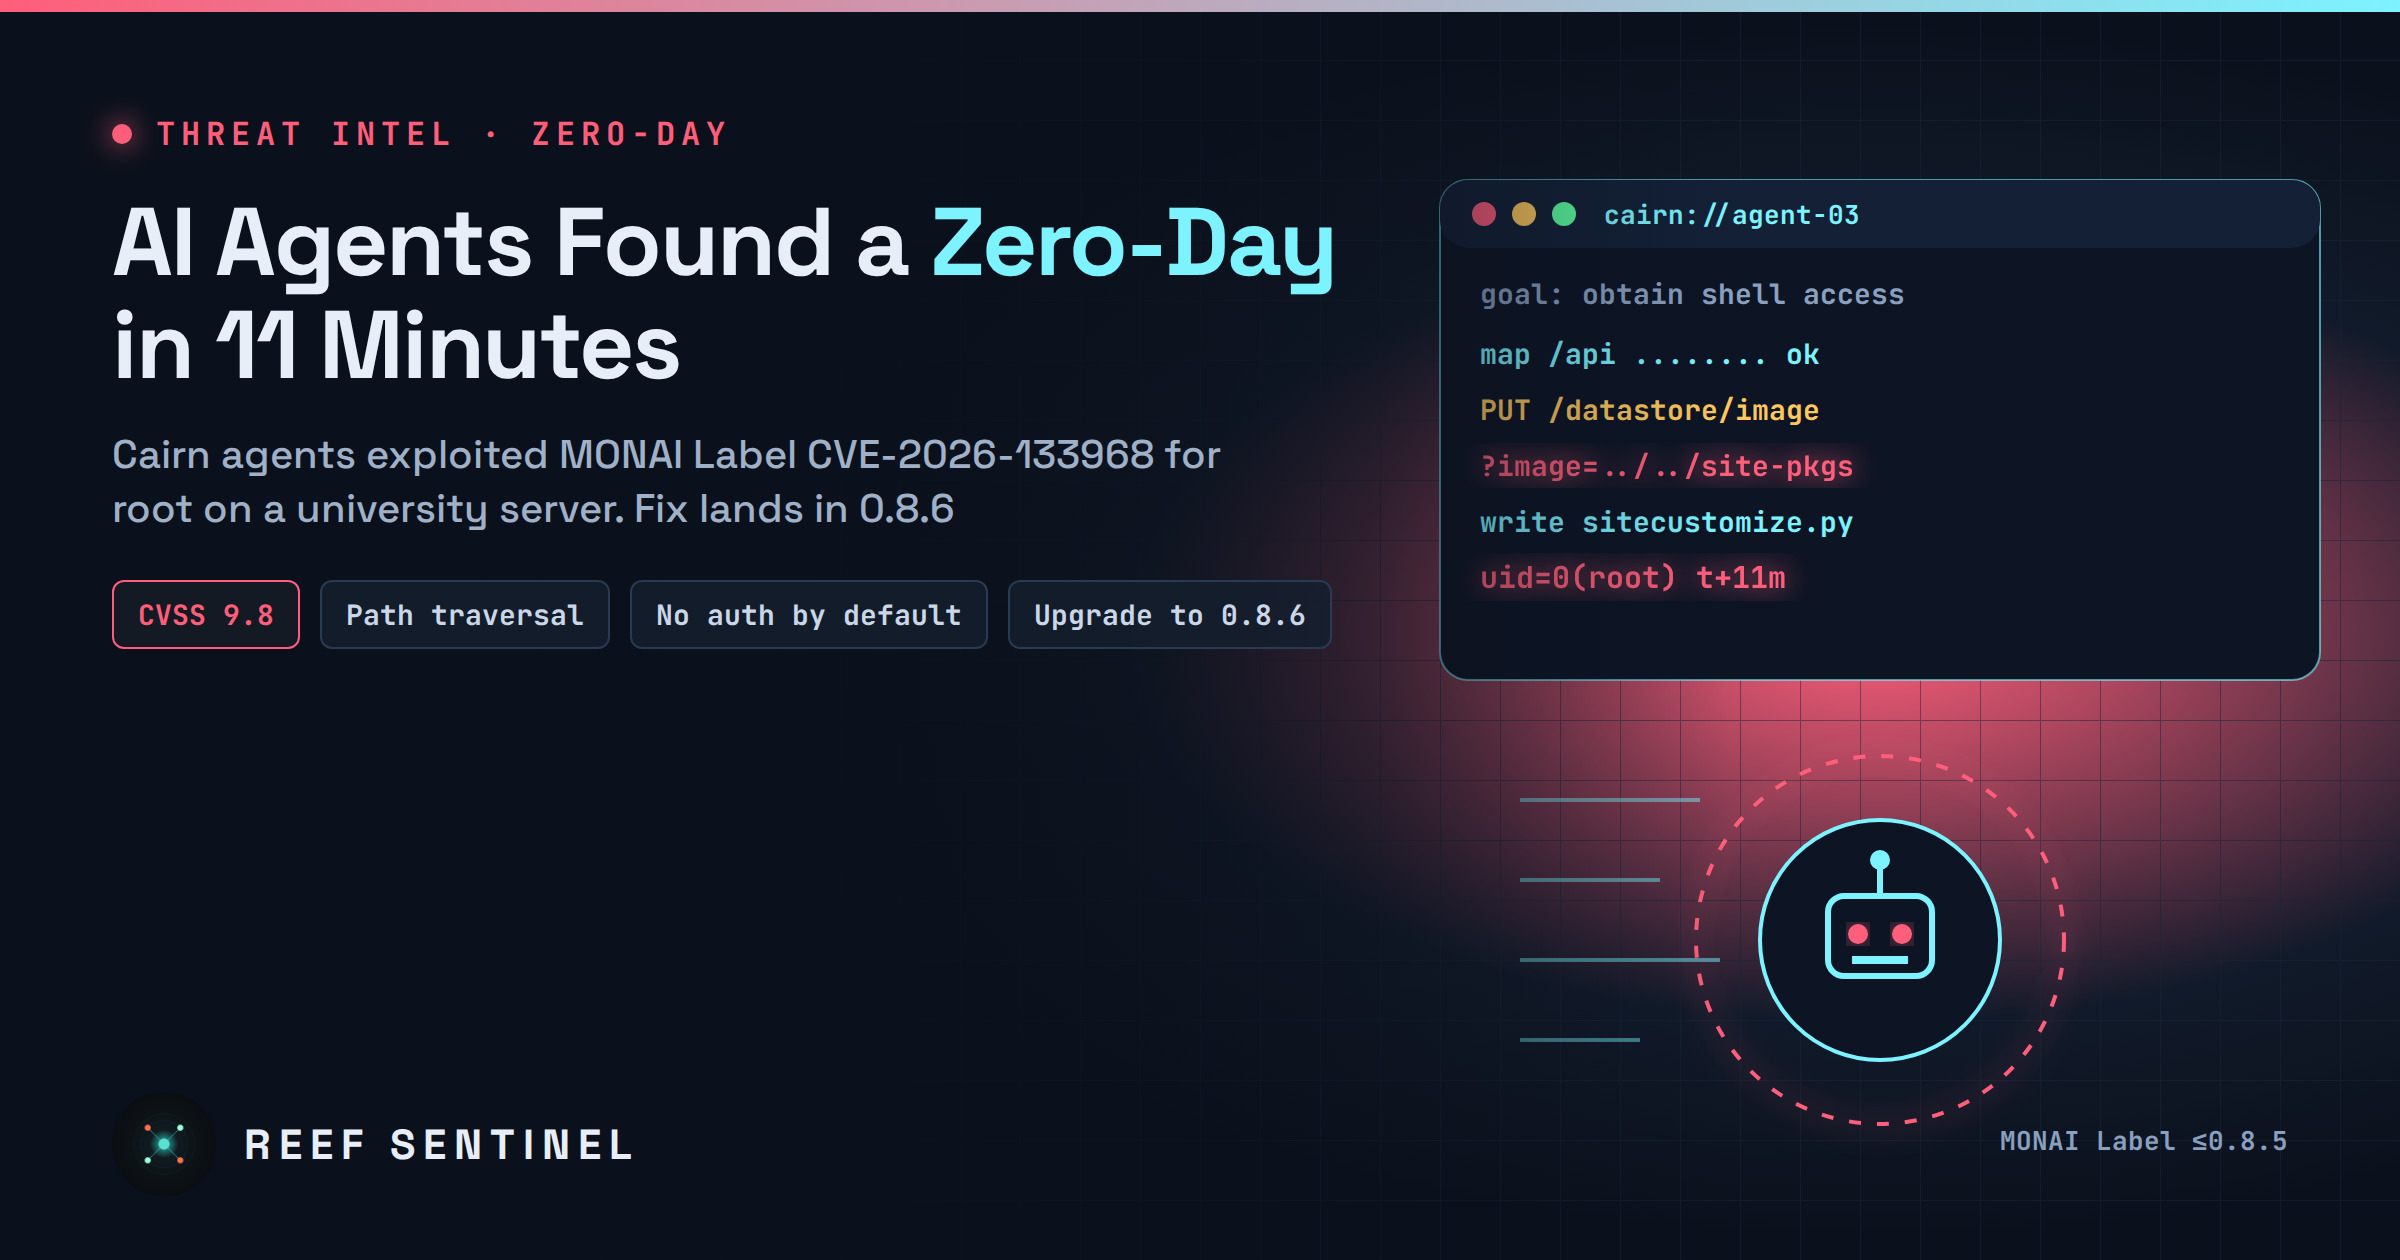 THREAT INTEL · ZERO-DAY
AI Agents Found a Zero-Day
in 11 Minutes
Cairn agents exploited MONAI Label CVE-2026-133968 for
root on a university server. Fix lands in 0.8.6
CVSS 9.8
Path traversal
No auth by default
Upgrade to 0.8.6
cairn://agent-03
goal: obtain shell access
map /api ........ ok
PUT /datastore/image
?image=../../site-pkgs
write sitecustomize.py
uid=0(root) t+11m
REEF SENTINEL
MONAI Label ≤0.8.5